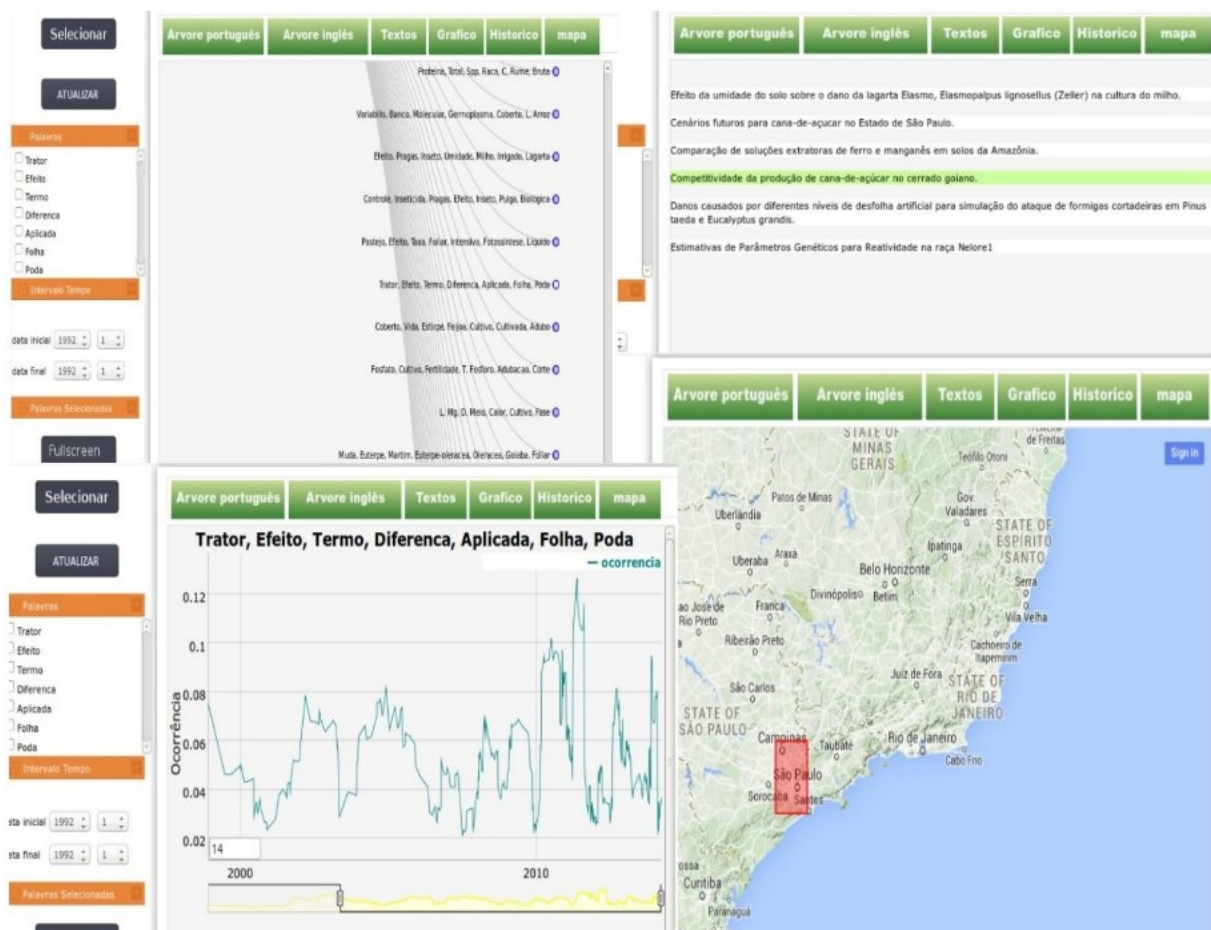 Selecionar
ATUALIZAR
Palavras
Trator
Efeito
Termo
Diferenca
Aplicada
Folha
Poda
Intervalo Tempo
data inicial 1992 1
data final 1992 1
Palavras Selecionadas
Fullscreen
Arvore português Arvore inglês Textos Grafico Historico mapa
Proteina, Total, Spp, Raca, C, Rume, Bruta
Variabilis, Banco, Molecular, Germoplasma, Coberto, L, Arroz
Efeito, Pragas, Inseto, Umidade, Milho, Irrigado, Lagarta
Controle, Inseticida, Pragas, Efeito, Inseto, Pulga, Biologica
Pastejo, Efeito, Taxa, Foliar, Intensivo, Fotossintese, Liquido
Trator, Efeito, Termo, Diferenca, Aplicada, Folha, Poda
Coberto, Vida, Estirpe, Feijoa, Cultivo, Cultivada, Adubo
Fosfato, Cultivo, Fertilidade, T, Fosforo, Adubacao, Corte
L, Mg, D, Meio, Calor, Cultivo, Fase
Muda, Euterpe, Martim, Euterpe-oleracea, Oleracea, Goiaba, Foliar
Arvore português Arvore inglês Textos Grafico Historico mapa
Efeito da umidade do solo sobre o dano da lagarta Elasmo, Elasmopalpus lignosellus (Zeller) na cultura do milho.
Cenários futuros para cana-de-açucar no Estado de São Paulo.
Comparação de soluções extratoras de ferro e manganês em solos da Amazônia.
Competitividade da produção de cana-de-açúcar no cerrado goiano.
Danos causados por diferentes níveis de desfolha artificial para simulação do ataque de formigas cortadeiras em Pinus
taeda e Eucalyptus grandis.
Estimativas de Parâmetros Genéticos para Reatividade na raça Nelore1
Selecionar
ATUALIZAR
Palavras
Trator
Efeito
Termo
Diferenca
Aplicada
Folha
Poda
Intervalo Tempo
ata inicial 1992 1
ata final 1992 1
Palavras Selecionadas
Arvore português Arvore inglês Textos Grafico Historico mapa
Trator, Efeito, Termo, Diferenca, Aplicada, Folha, Poda
ocorrencia
Ocorrência
0.12
0.1
0.08
0.06
0.04
0.02
14
2000 2010
Arvore português Arvore inglês Textos Grafico Historico mapa
Sign in
STATE OF
MINAS
GERAIS
de Freitas
Teófilo Otoni
Patos de Minas
Uberlândia
Gov.
Valadares
STATE OF
ESPÍRITO
SANTO
Ipatinga
Uberaba Araxá
Belo Horizonte
Serra
Divinópolis Betim
ao Jose de
Rio Preto
Franca
Vila Velha
Ribeirão Preto
Cachoeiro de
Itapemirim
Juiz de Fora
São Carlos
STATE OF
RIO DE
JANEIRO
STATE OF
SÃO PAULO
Campinas
Taubaté
Rio de Janeiro
Cabo Frio
São Paulo
Sorocaba
Santos
ossa
Curitiba
Paranaguá